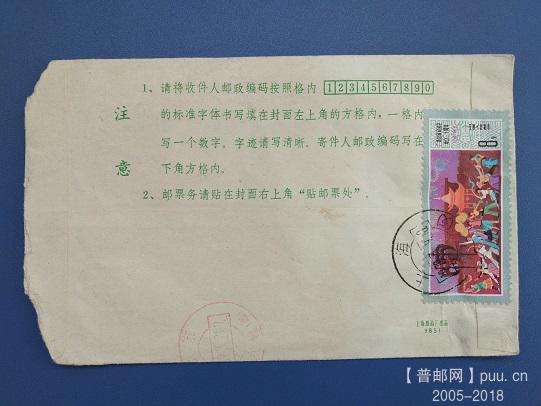 注意
1、请将收件人邮政编码按照格内 1234567890
的标准字体书写填在封面左上角的方格内，一格内
写一个数字，字迹请写清晰。寄件人邮政编码写在
下角方格内。
2、邮票务请贴在封面右上角“贴邮票处”。
8
海
上
【普邮网】puu.cn
2005-2018